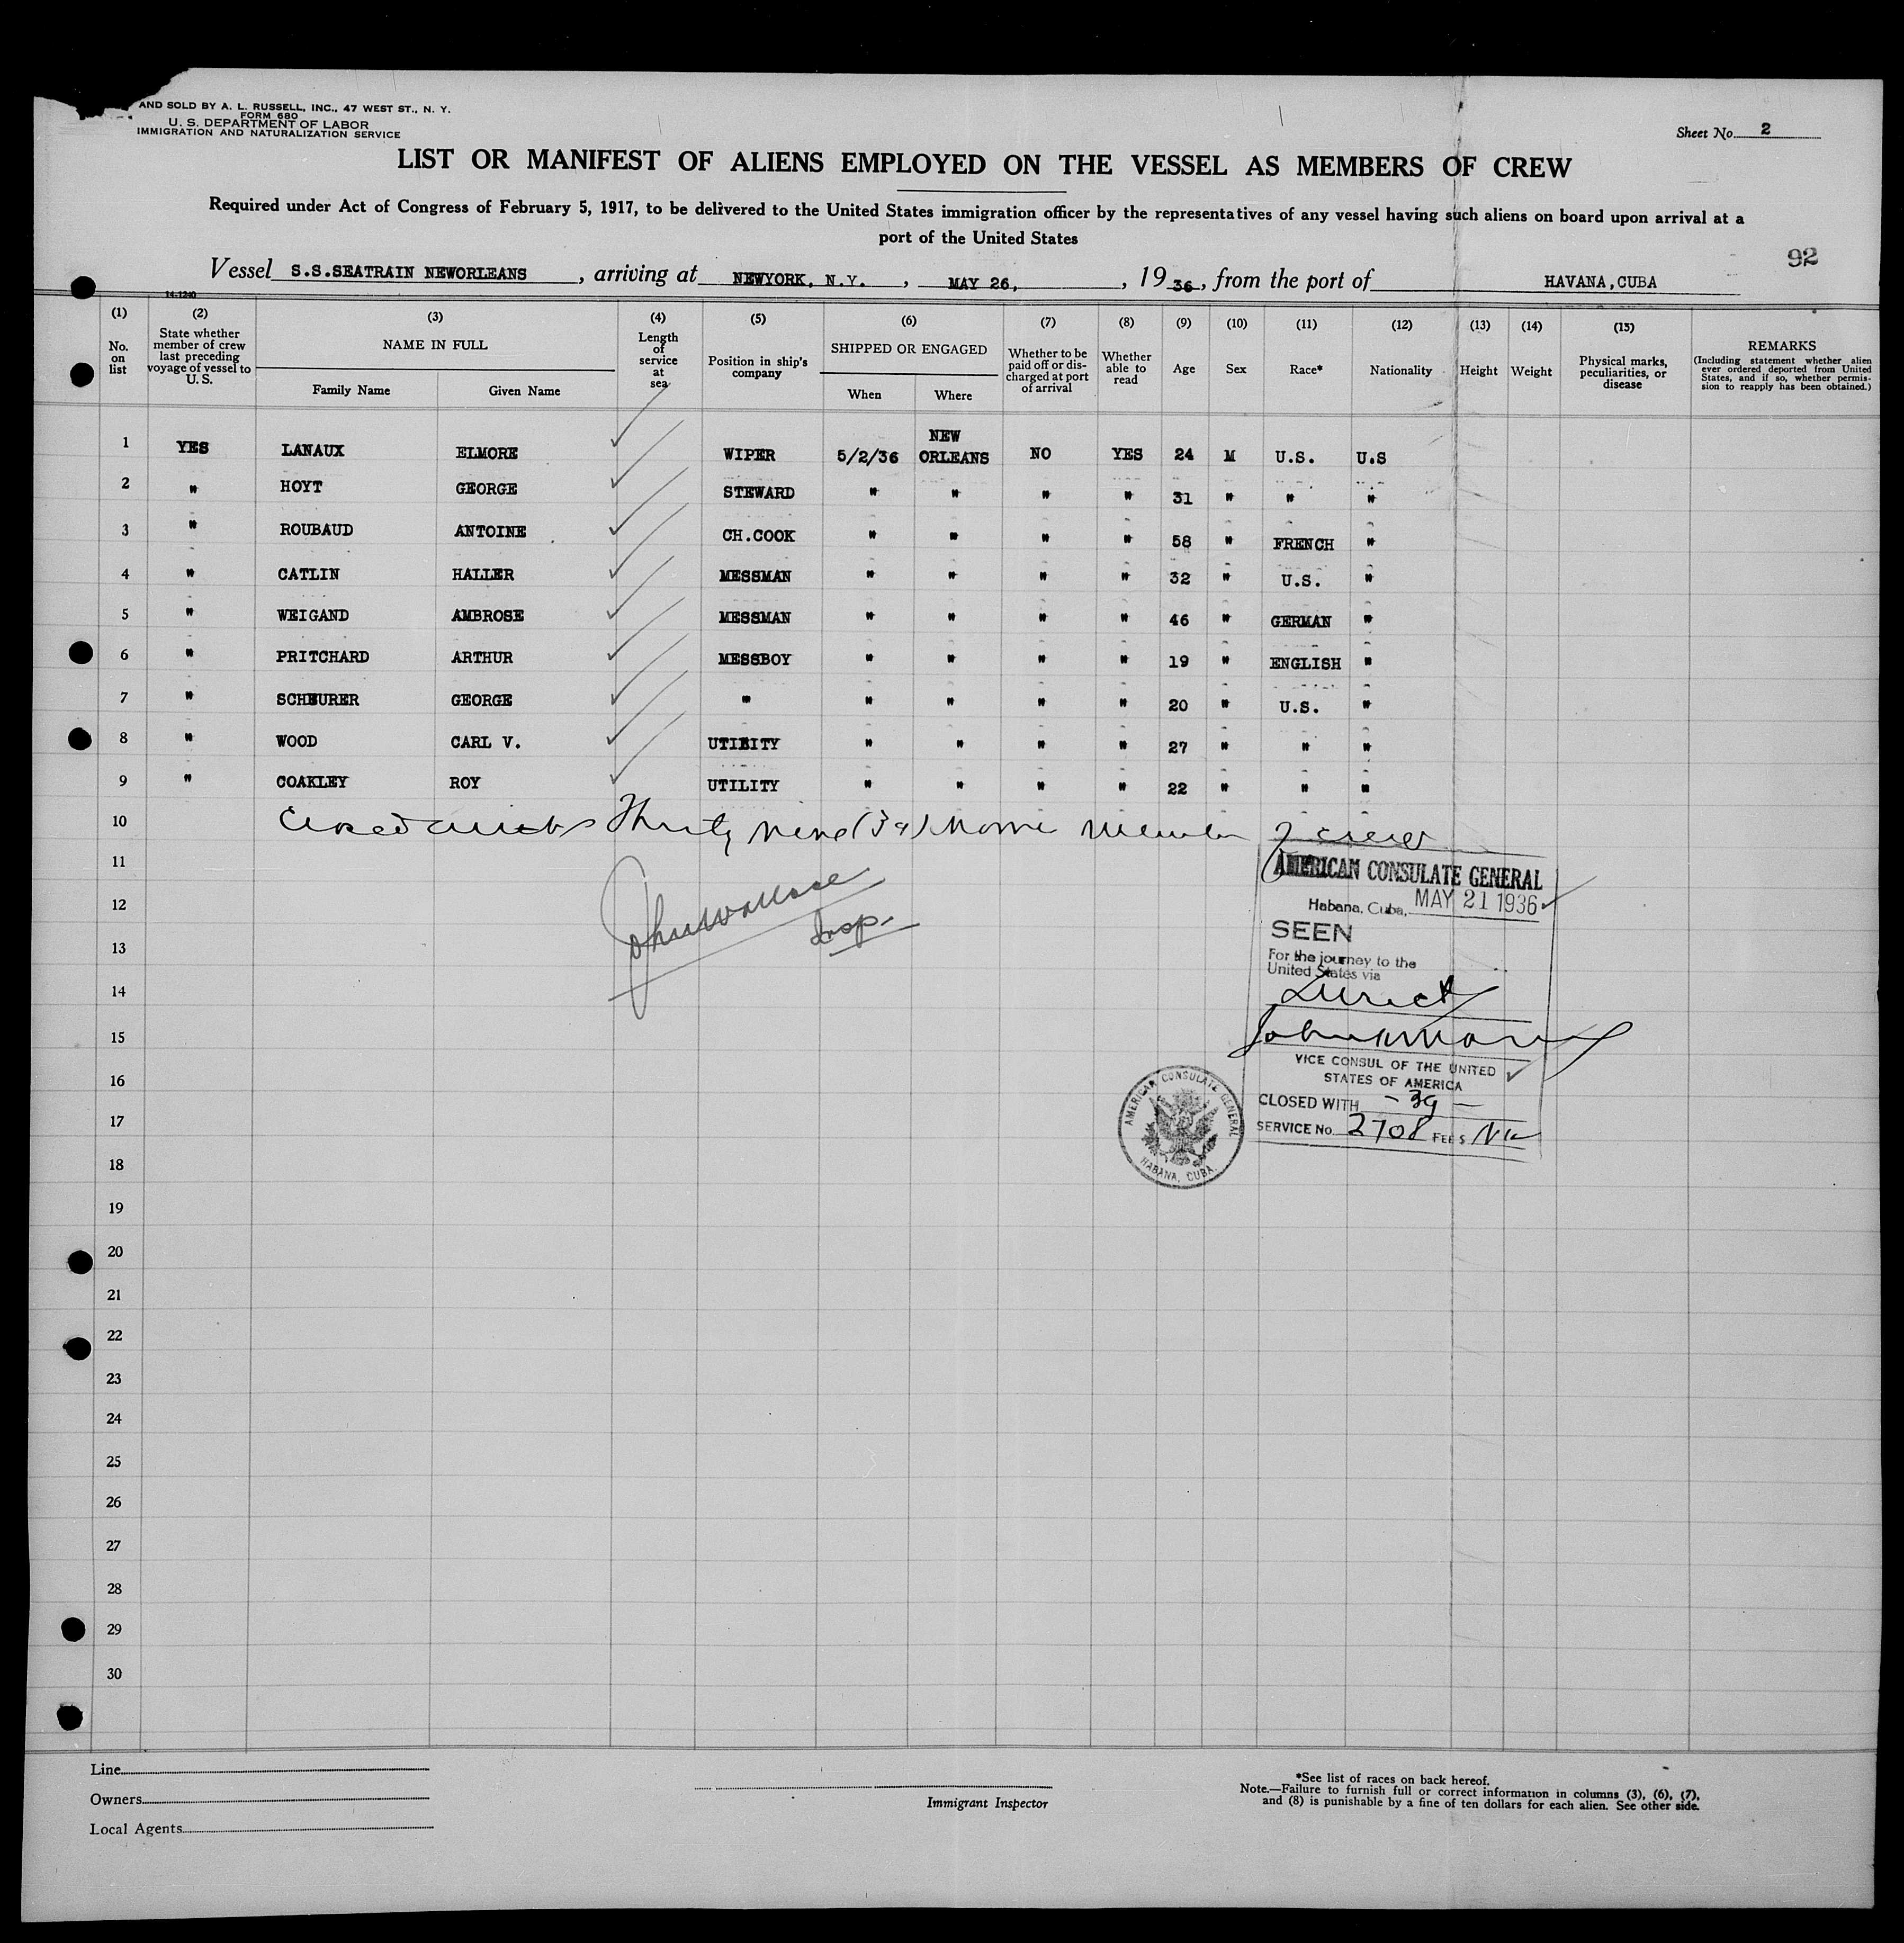 AND SOLD BY A. L. RUSSELL, INC., 47 WEST ST., N. Y.
FORM 680
U. S. DEPARTMENT OF LABOR
IMMIGRATION AND NATURALIZATION SERVICE
Sheet No. 2
LIST OR MANIFEST OF ALIENS EMPLOYED ON THE VESSEL AS MEMBERS OF CREW
Required under Act of Congress of February 5, 1917, to be delivered to the United States immigration officer by the representatives of any vessel having such aliens on board upon arrival at a
port of the United States
92
Vessel S.S.SEATRAIN NEWORLEANS, arriving at NEWYORK, N.Y., MAY 26, , 1936, from the port of HAVANA,CUBA
14-1240
(1) (2) (3) (4) (5) (6) (7) (8) (9) (10) (11) (12) (13) (14) (15)
No. on list
State whether member of crew last preceding voyage of vessel to U. S.
NAME IN FULL
Family Name Given Name
Length of service at sea
Position in ship's company
SHIPPED OR ENGAGED
When Where
Whether to be paid off or discharged at port of arrival
Whether able to read
Age
Sex
Race*
Nationality
Height
Weight
Physical marks, peculiarities, or disease
REMARKS
(Including statement whether alien ever ordered deported from United States, and if so, whether permission to reapply has been obtained.)
1 YES LANAUX ELMORE WIPER 5/2/36 NEW ORLEANS NO YES 24 M U.S. U.S
2 " HOYT GEORGE STEWARD " " " " 31 " " "
3 " ROUBAUD ANTOINE CH.COOK " " " " 58 " FRENCH "
4 " CATLIN HALLER MESSMAN " " " " 32 " U.S. "
5 " WEIGAND AMBROSE MESSMAN " " " " 46 " GERMAN "
6 " PRITCHARD ARTHUR MESSBOY " " " " 19 " ENGLISH "
7 " SCHEURER GEORGE " " " " " 20 " U.S. "
8 " WOOD CARL V. UTILITY " " " " 27 " " "
9 " COAKLEY ROY UTILITY " " " " 22 " " "
10 Closed with Thirty nine (39) Member of crew
11
12
13
14
15
16
17
18
19
20
21
22
23
24
25
26
27
28
29
30
John Wallace
Insp.
AMERICAN CONSULATE GENERAL
Habana, Cuba, MAY 21 1936
SEEN
For the journey to the
United States via
Direct
VICE CONSUL OF THE UNITED
STATES OF AMERICA
CLOSED WITH - 39 -
SERVICE No. 2708 FEES
AMERICAN CONSULATE GENERAL
HABANA, CUBA.
Line
Owners
Local Agents
Immigrant Inspector
*See list of races on back hereof.
Note.—Failure to furnish full or correct information in columns (3), (6), (7),
and (8) is punishable by a fine of ten dollars for each alien. See other side.